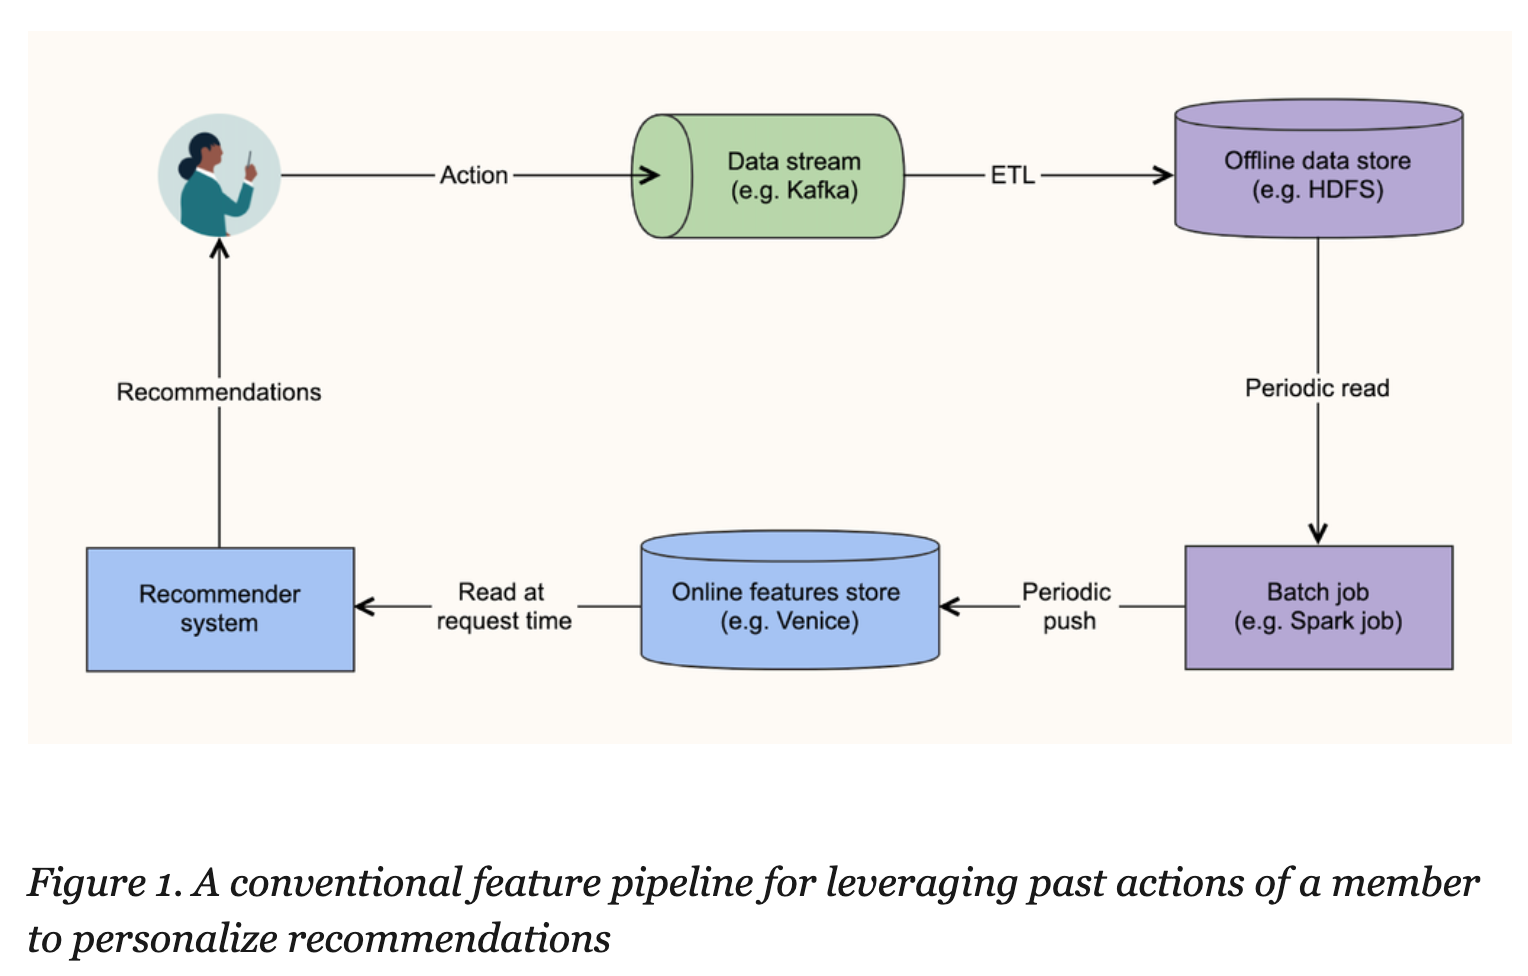 Action
Data stream
(e.g. Kafka)
ETL
Offline data store
(e.g. HDFS)
Recommendations
Periodic read
Recommender
system
Read at
request time
Online features store
(e.g. Venice)
Periodic
push
Batch job
(e.g. Spark job)
Figure 1. A conventional feature pipeline for leveraging past actions of a member
to personalize recommendations